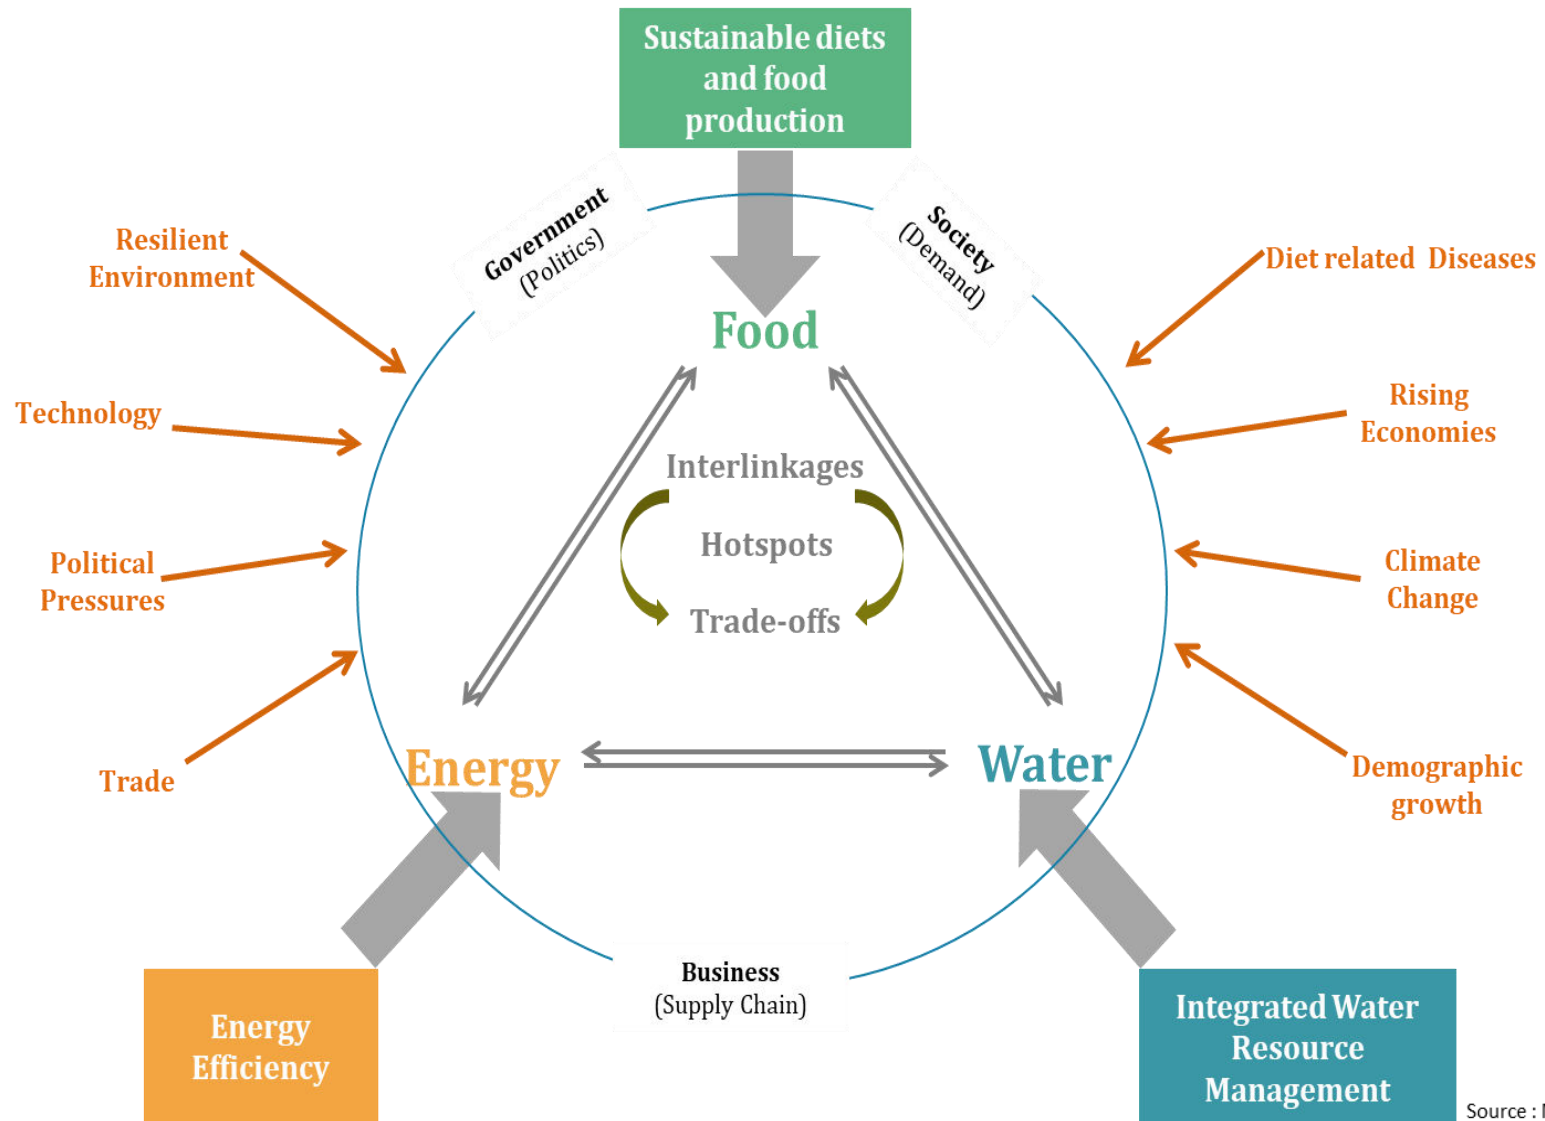 Sustainable diets
and food
production
Government
(Politics)
Society
(Demand)
Resilient
Environment
Diet related Diseases
Food
Technology
Rising
Economies
Interlinkages
Hotspots
Trade-offs
Political
Pressures
Climate
Change
Trade
Energy
Water
Demographic
growth
Business
(Supply Chain)
Energy
Efficiency
Integrated Water
Resource
Management
Source :